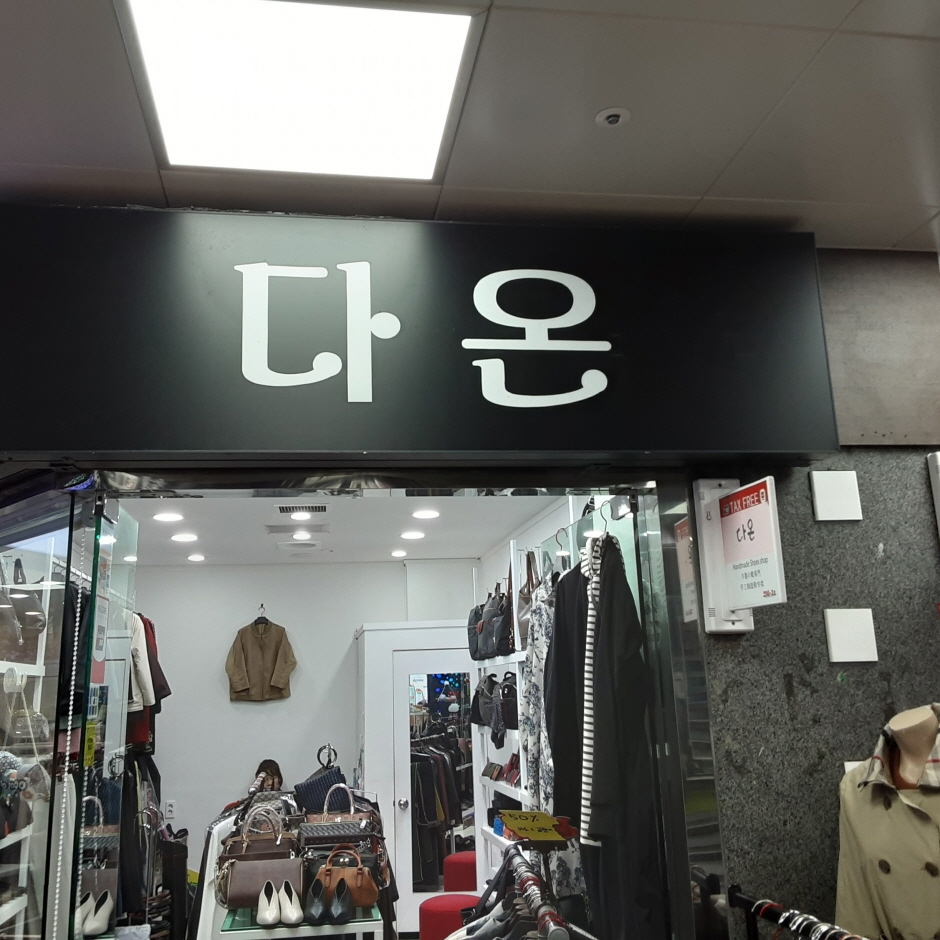 다온
TAX FREE
다온
Handmade Shoes shop
50%